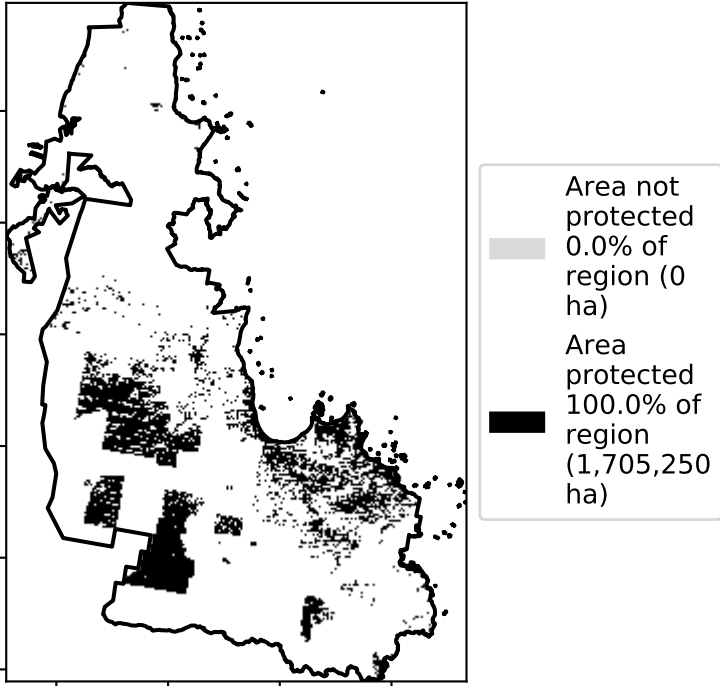 Area not
protected
0.0% of
region (0
ha)
Area
protected
100.0% of
region
(1,705,250
ha)